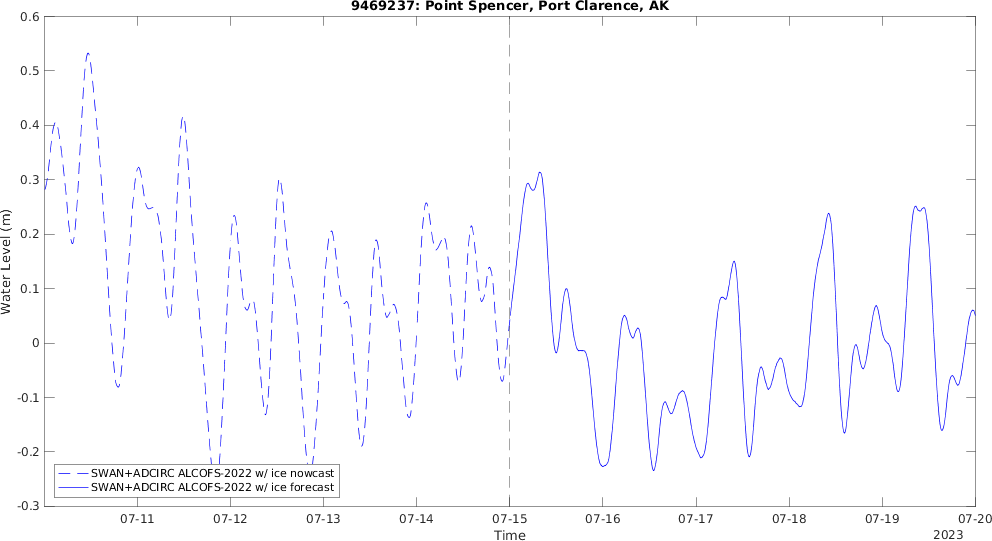 9469237: Point Spencer, Port Clarence, AK
0.6
0.5
0.4
0.3
0.2
0.1
0
-0.1
-0.2
-0.3
Water Level (m)
SWAN+ADCIRC ALCOFS-2022 w/ ice nowcast
SWAN+ADCIRC ALCOFS-2022 w/ ice forecast
07-11 07-12 07-13 07-14 07-15 07-16 07-17 07-18 07-19 07-20
Time
2023